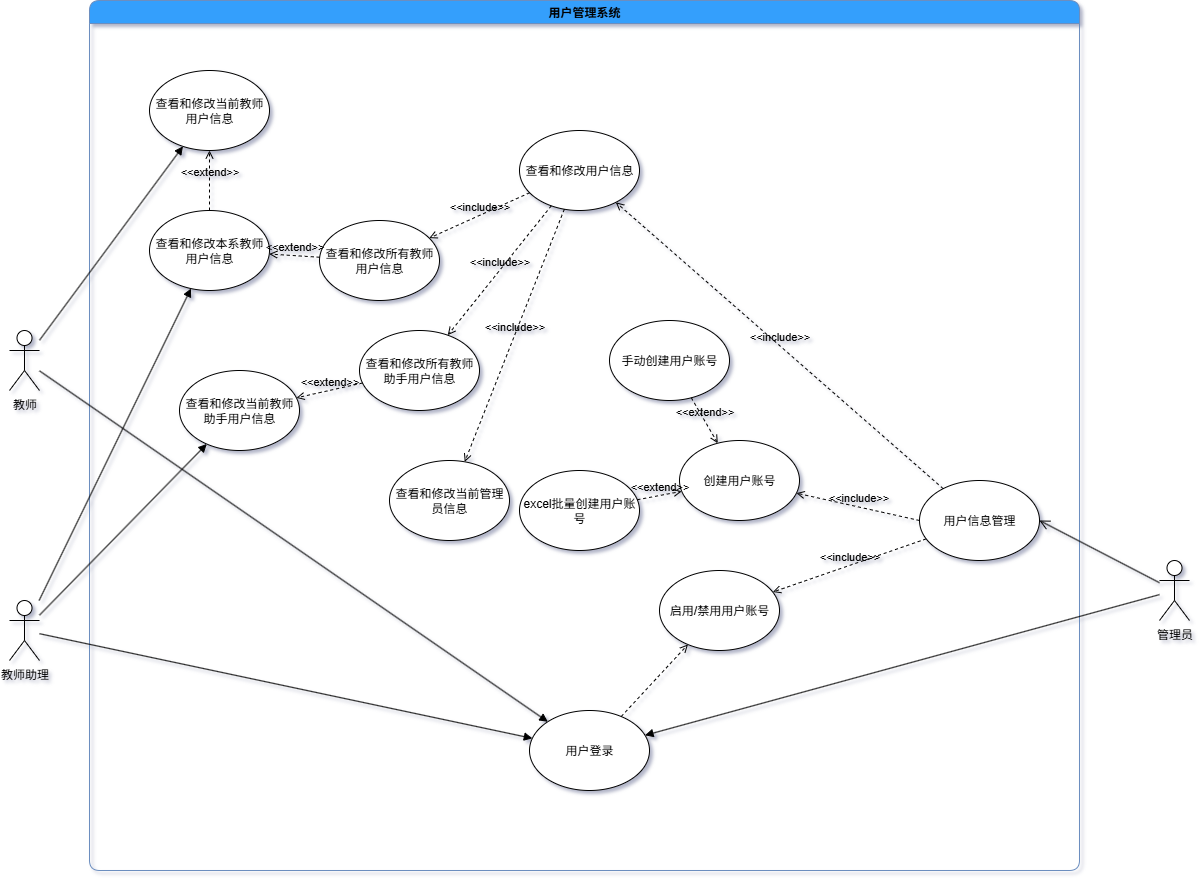 用户管理系统
查看和修改当前教师
用户信息
<<extend>>
查看和修改用户信息
<<include>>
查看和修改本系教师
用户信息
<<extend>>
查看和修改所有教师
用户信息
<<include>>
<<include>>
<<include>>
手动创建用户账号
查看和修改所有教师
助手用户信息
<<extend>>
查看和修改当前教师
助手用户信息
教师
<<extend>>
创建用户账号
<<extend>>
excel批量创建用户账
号
查看和修改当前管理
员信息
<<include>>
用户信息管理
<<include>>
启用/禁用用户账号
管理员
教师助理
用户登录